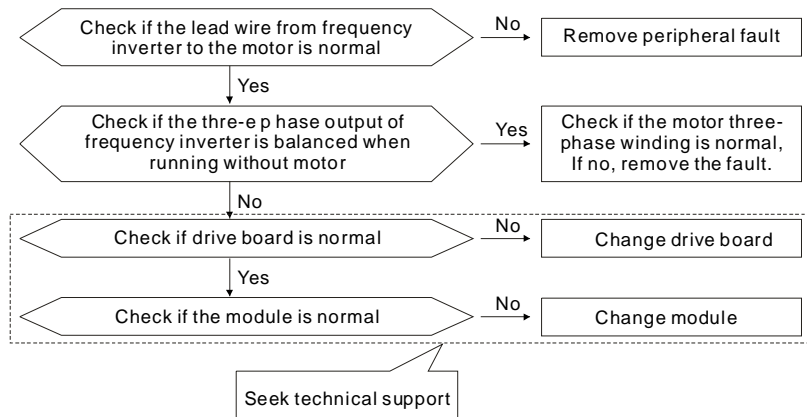 Check if the lead wire from frequency
inverter to the motor is normal
No
Remove peripheral fault
Yes
Check if the thre-e p hase output of
frequency inverter is balanced when
running without motor
Yes
Check if the motor three-
phase winding is normal,
If no, remove the fault.
No
Check if drive board is normal
No
Change drive board
Yes
Check if the module is normal
No
Change module
Seek technical support